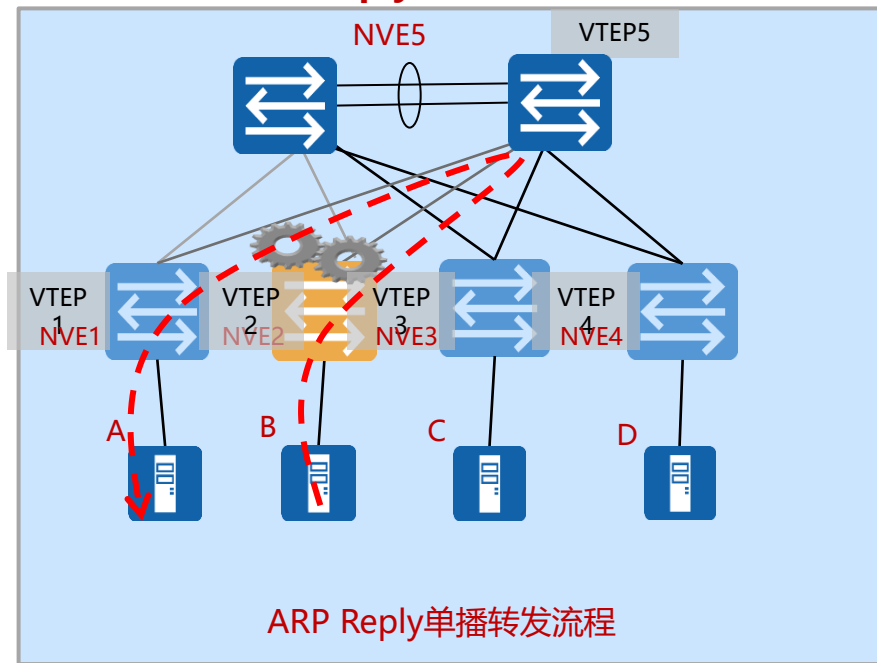 ply
NVE5
VTEP5
VTEP
1
NVE1
VTEP
2
NVE2
VTEP
3
NVE3
VTEP
4
NVE4
A
B
C
D
ARP Reply单播转发流程